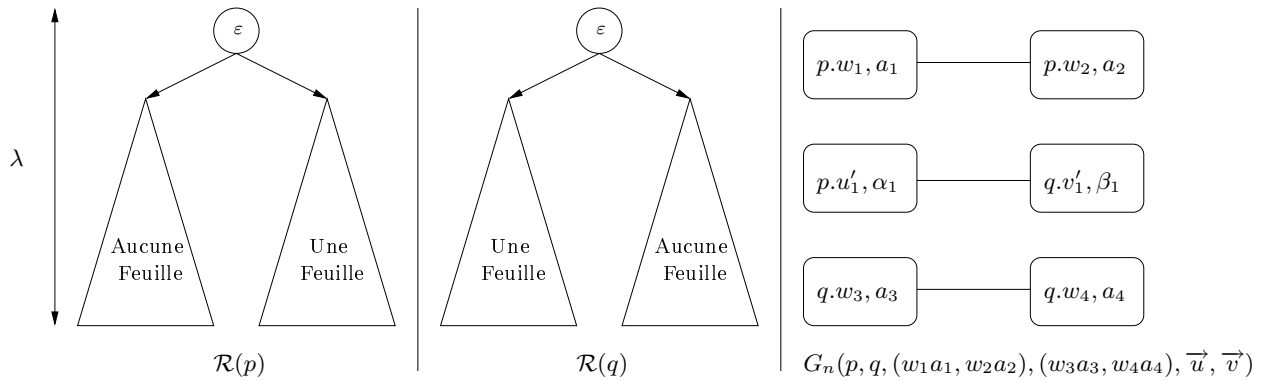 λ
ε
Aucune
Feuille
Une
Feuille
R(p)
ε
Une
Feuille
Aucune
Feuille
R(q)
p.w₁, a₁
p.w₂, a₂
p.u′₁, α₁
q.v′₁, β₁
q.w₃, a₃
q.w₄, a₄
Gₙ(p, q, (w₁a₁, w₂a₂), (w₃a₃, w₄a₄), u⃗, v⃗)